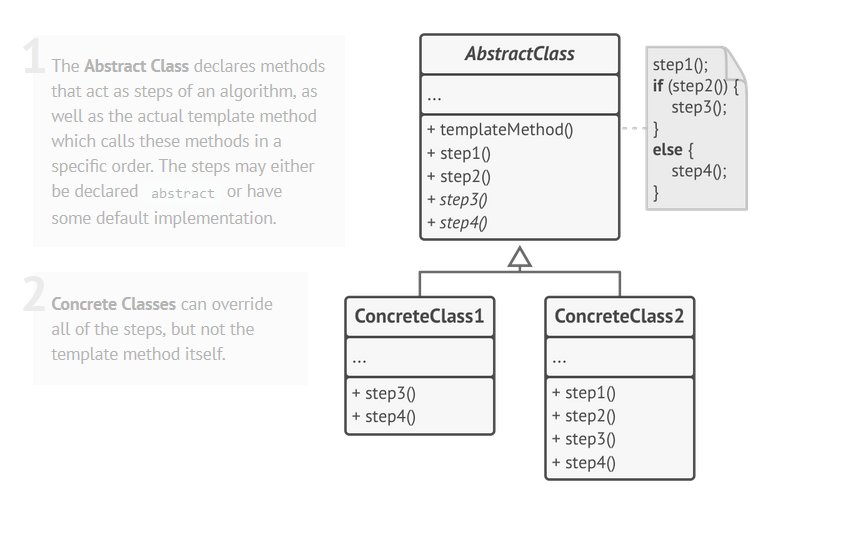 1
The Abstract Class declares methods
that act as steps of an algorithm, as
well as the actual template method
which calls these methods in a
specific order. The steps may either
be declared abstract or have
some default implementation.
AbstractClass
...
+ templateMethod()
+ step1()
+ step2()
+ step3()
+ step4()
step1();
if (step2()) {
step3();
}
else {
step4();
}
2
Concrete Classes can override
all of the steps, but not the
template method itself.
ConcreteClass1
...
+ step3()
+ step4()
ConcreteClass2
...
+ step1()
+ step2()
+ step3()
+ step4()